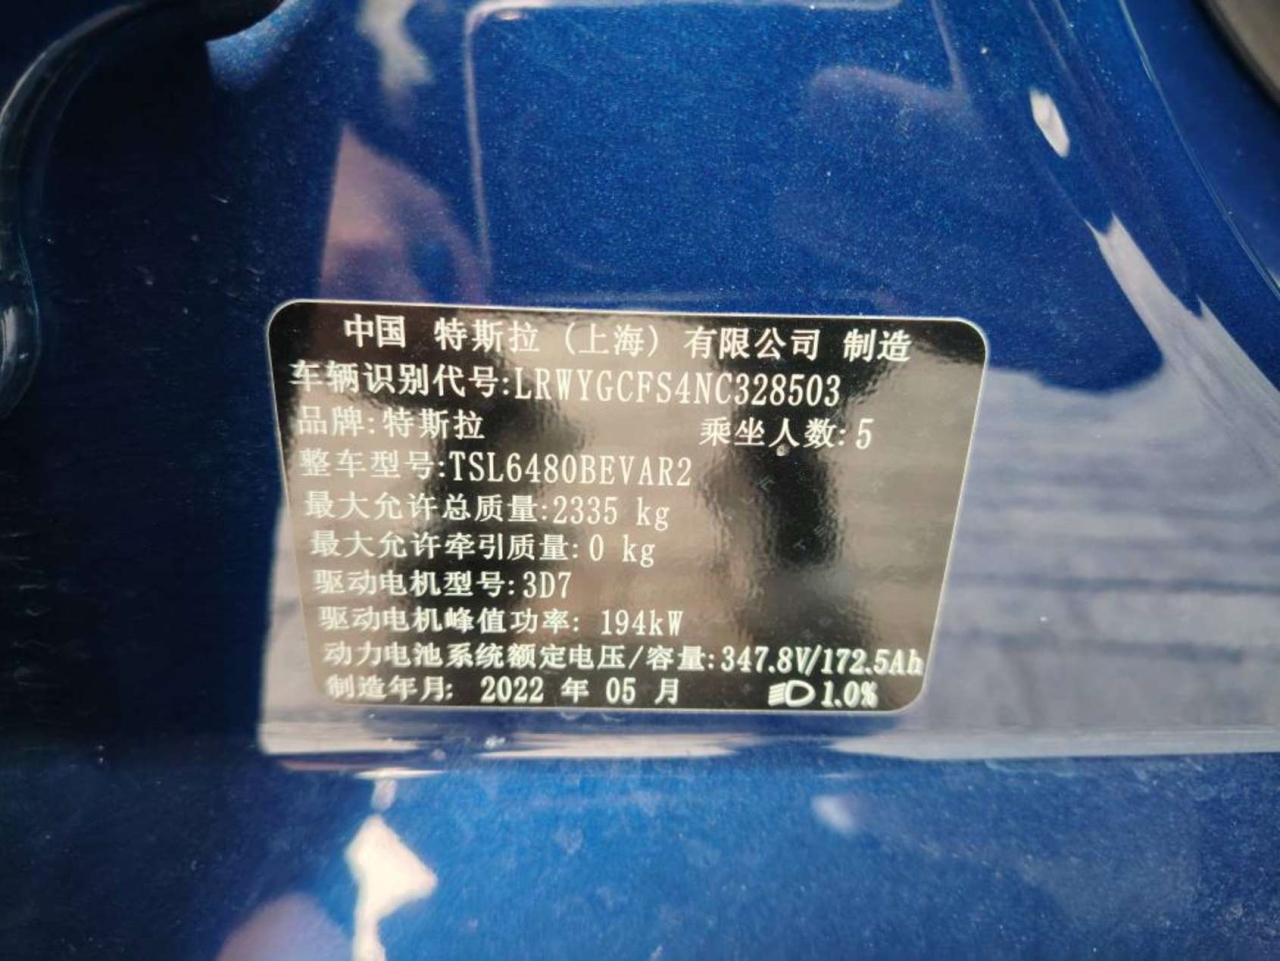 中国 特斯拉（上海）有限公司 制造
车辆识别代号:LRWYGCFS4NC328503
品牌:特斯拉 乘坐人数:5
整车型号:TSL6480BEVAR2
最大允许总质量:2335 kg
最大允许牵引质量:0 kg
驱动电机型号:3D7
驱动电机峰值功率: 194kW
动力电池系统额定电压/容量:347.8V/172.5Ah
制造年月: 2022 年 05 月 1.0%